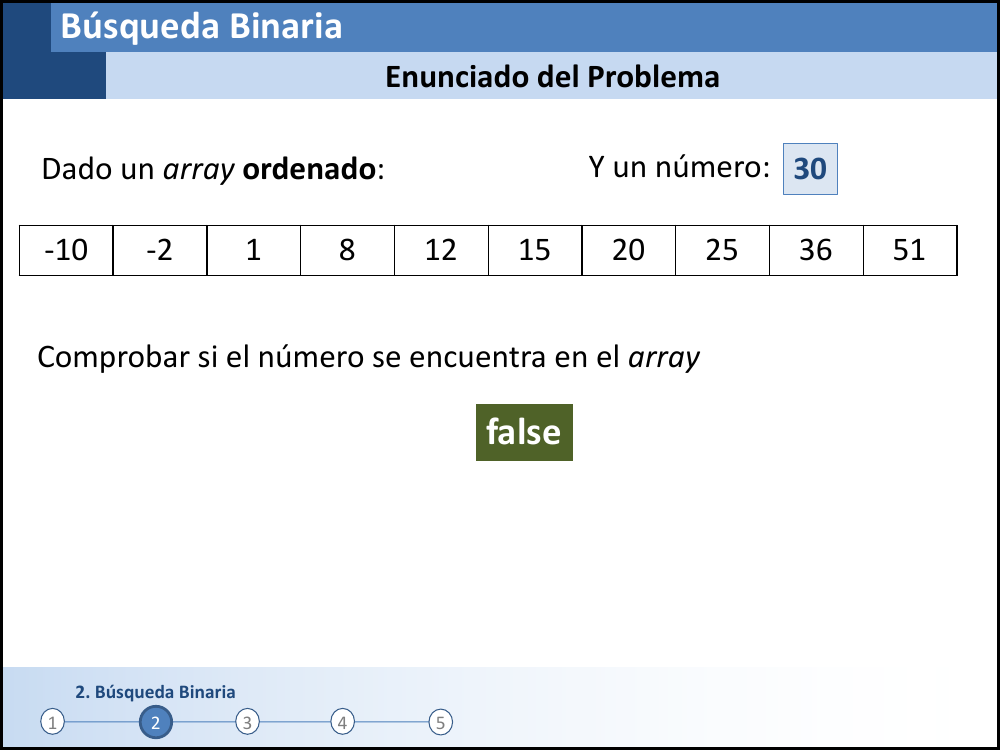 Búsqueda Binaria
Enunciado del Problema
Dado un array ordenado:
Y un número: 30
-10 -2 1 8 12 15 20 25 36 51
Comprobar si el número se encuentra en el array
false
2. Búsqueda Binaria
1 2 3 4 5